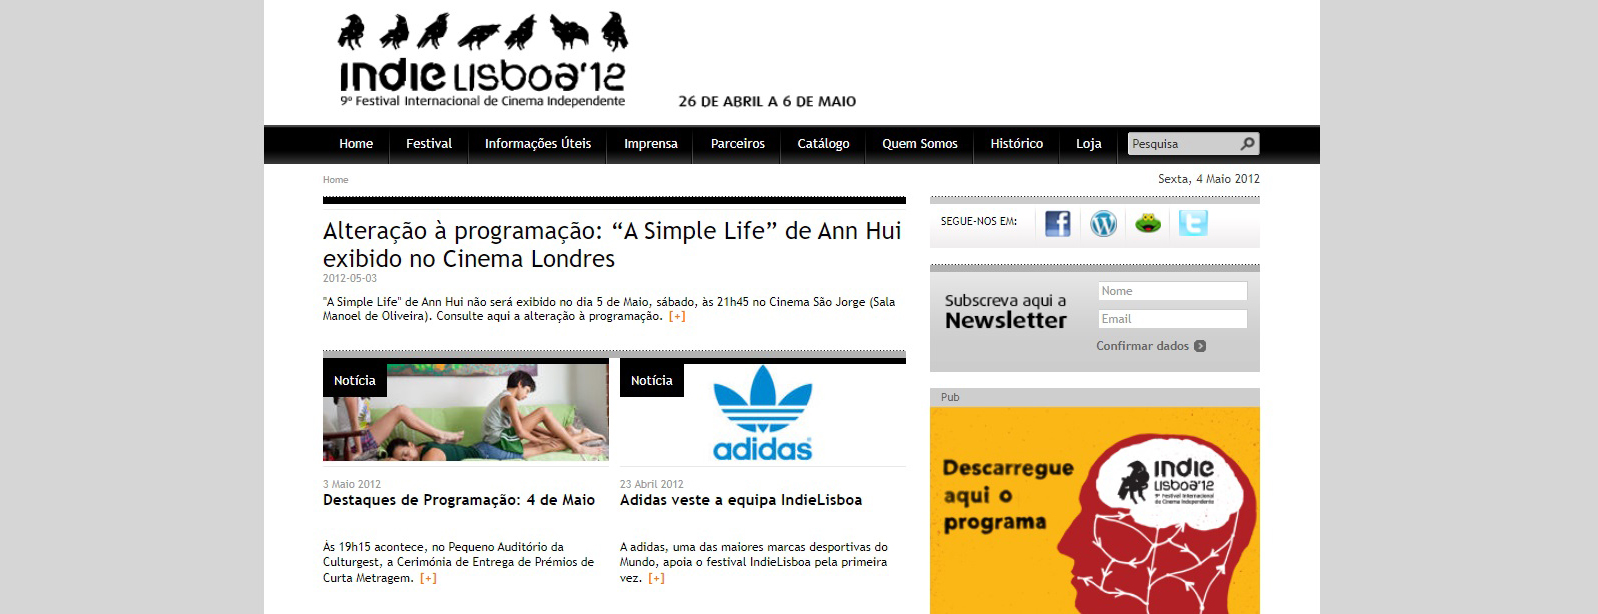 INDIE LISBOA'12
9º Festival Internacional de Cinema Independente
26 DE ABRIL A 6 DE MAIO
Home Festival Informações Úteis Imprensa Parceiros Catálogo Quem Somos Histórico Loja Pesquisa
Home
Sexta, 4 Maio 2012
Alteração à programação: “A Simple Life” de Ann Hui
exibido no Cinema Londres
2012-05-03
"A Simple Life" de Ann Hui não será exibido no dia 5 de Maio, sábado, às 21h45 no Cinema São Jorge (Sala
Manoel de Oliveira). Consulte aqui a alteração à programação. [+]
SEGUE-NOS EM:
Subscreva aqui a
Newsletter
Nome
Email
Confirmar dados
Notícia
3 Maio 2012
Destaques de Programação: 4 de Maio
Às 19h15 acontece, no Pequeno Auditório da
Culturgest, a Cerimónia de Entrega de Prémios de
Curta Metragem. [+]
Notícia
adidas
23 Abril 2012
Adidas veste a equipa IndieLisboa
A adidas, uma das maiores marcas desportivas do
Mundo, apoia o festival IndieLisboa pela primeira
vez. [+]
Pub
Descarregue
aqui o
programa
INDIE
LISBOA'12
9º Festival Internacional
de Cinema Independente